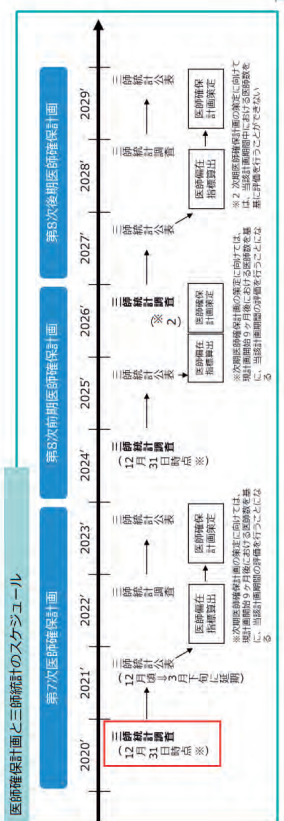 医師確保計画と三師統計のスケジュール
第7次医師確保計画
第8次前期医師確保計画
第8次後期医師確保計画
2020’
2021’
2022’
2023’
2024’
2025’
2026’
2027’
2028’
2029’
三師統計調査
(12月31日時点※)
三師統計公表
(12月頃⇒3月下旬に延期)
三師統計調査
三師統計公表
三師統計調査
(12月31日時点※)
三師統計公表
三師統計調査
(※2)
三師統計公表
三師統計調査
三師統計公表
医師偏在
指標算出
医師確保
計画策定
医師偏在
指標算出
医師確保
計画策定
医師偏在
指標算出
医師確保
計画策定
※次期医師確保計画の策定に向けては、
現計画開始9ヶ月後における医師数を基
に、当該計画期間の評価を行うことにな
る
※次期医師確保計画の策定に向けては、
現計画開始9ヶ月後における医師数を基
に、当該計画期間の評価を行うことにな
る
※2 次期医師確保計画の策定に向けて
は、当該計画期間中における医師数を
基に評価を行うことができない